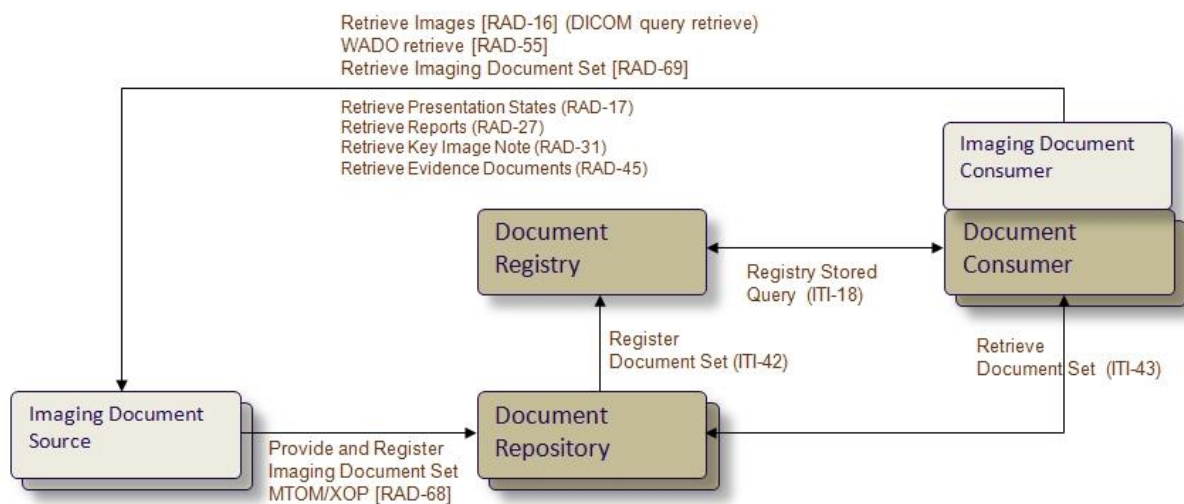 Retrieve Images [RAD-16] (DICOM query retrieve)
WADO retrieve [RAD-55]
Retrieve Imaging Document Set [RAD-69]
Retrieve Presentation States (RAD-17)
Retrieve Reports (RAD-27)
Retrieve Key Image Note (RAD-31)
Retrieve Evidence Documents (RAD-45)
Imaging Document
Consumer
Document
Registry
Document
Consumer
Registry Stored
Query (ITI-18)
Register
Document Set (ITI-42)
Retrieve
Document Set (ITI-43)
Imaging Document
Source
Document
Repository
Provide and Register
Imaging Document Set
MTOM/XOP [RAD-68]